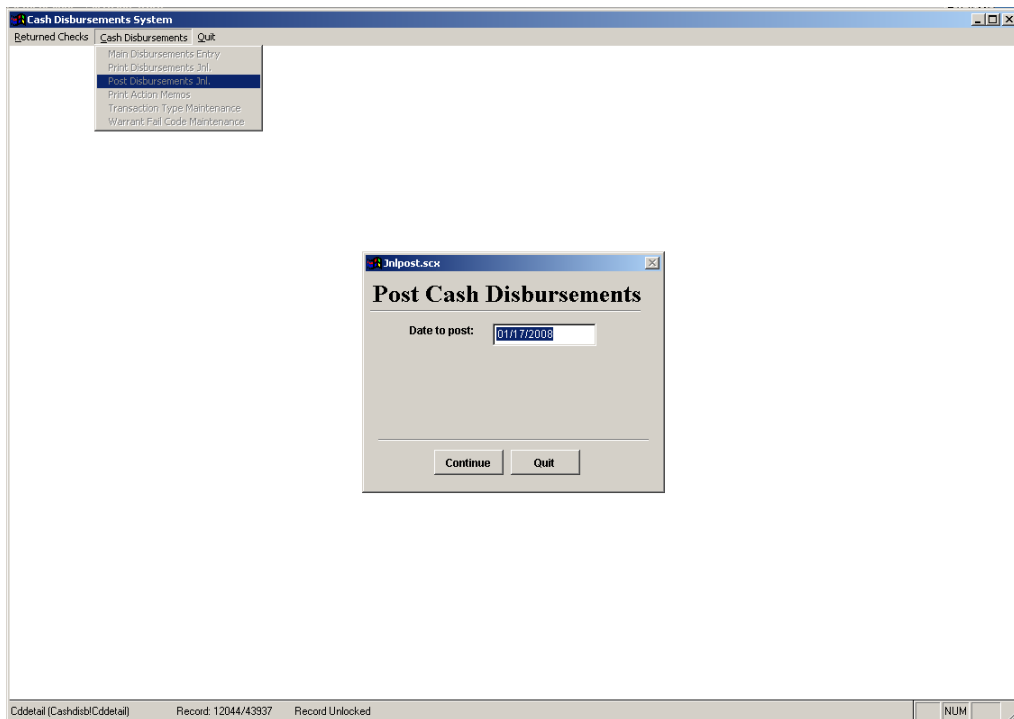 Cash Disbursements System
Returned Checks Cash Disbursements Quit
Main Disbursements Entry
Print Disbursements Jnl.
Post Disbursements Jnl.
Print Action Memos
Transaction Type Maintenance
Warrant Fail Code Maintenance
Jnlpost.scx
Post Cash Disbursements
Date to post: 01/17/2008
Continue Quit
Cddetail (Cashdisb!Cddetail) Record: 12044/43937 Record Unlocked NUM